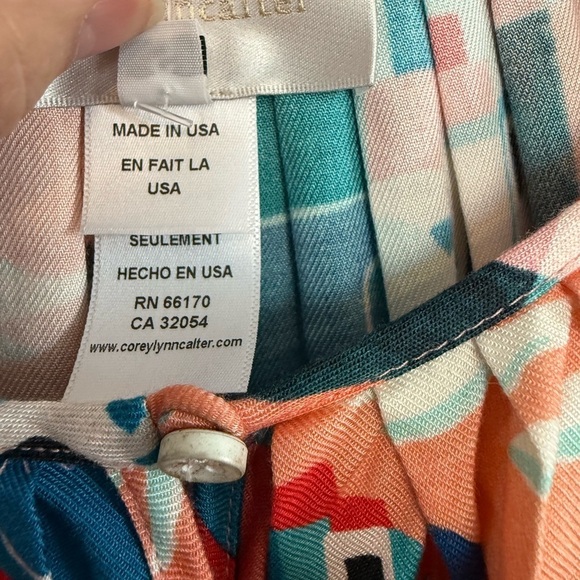 MADE IN USA
EN FAIT LA
USA
SEULEMENT
HECHO EN USA
RN 66170
CA 32054
www.coreylynncalter.com